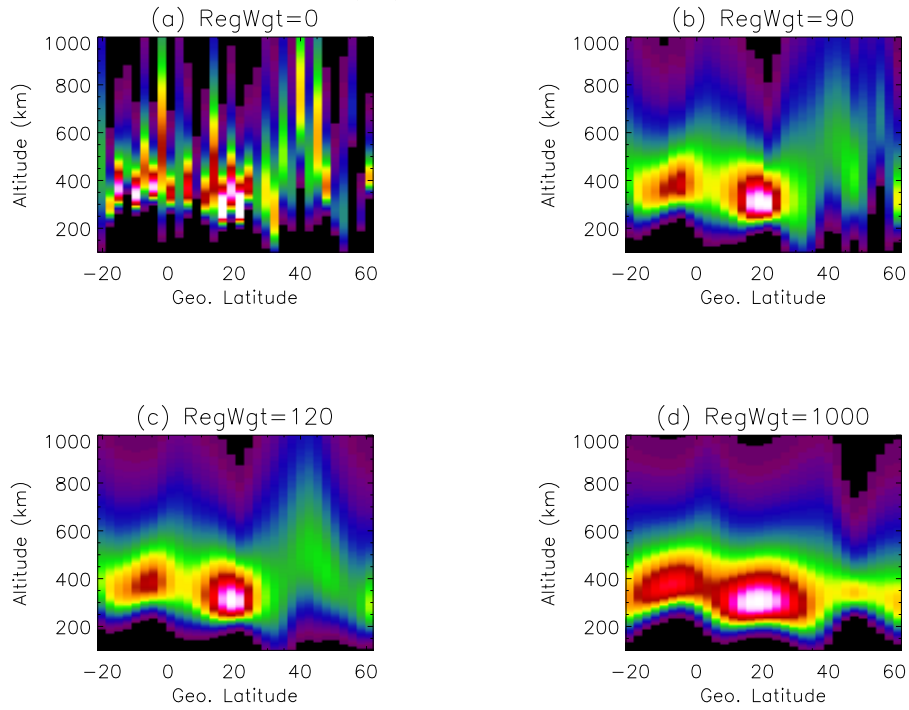 (a) RegWgt=0
1000
800
600
400
200
Altitude (km)
−20 0 20 40 60
Geo. Latitude
(b) RegWgt=90
1000
800
600
400
200
Altitude (km)
−20 0 20 40 60
Geo. Latitude
(c) RegWgt=120
1000
800
600
400
200
Altitude (km)
−20 0 20 40 60
Geo. Latitude
(d) RegWgt=1000
1000
800
600
400
200
Altitude (km)
−20 0 20 40 60
Geo. Latitude